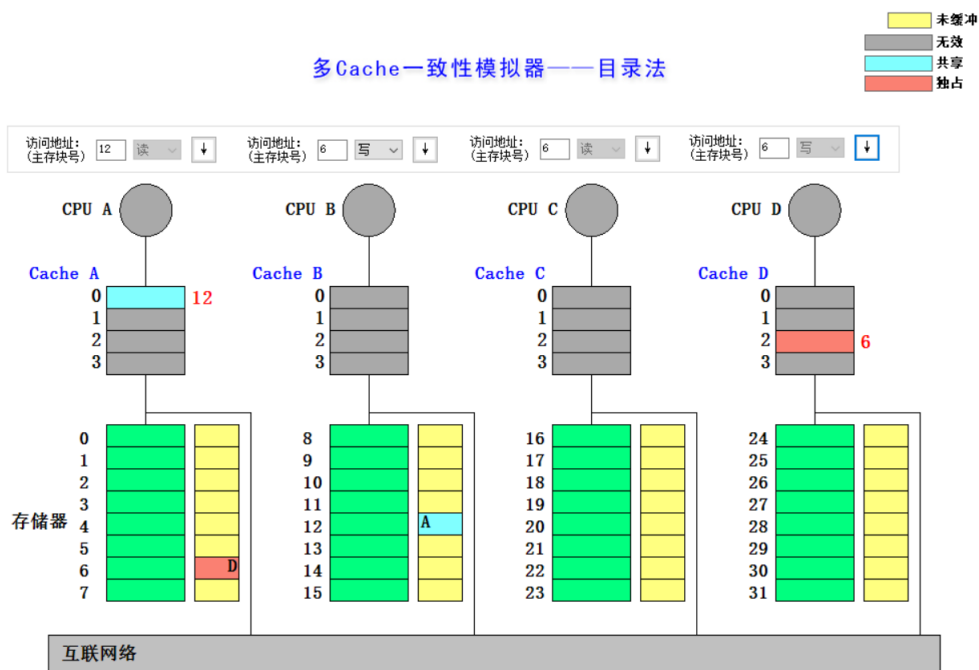 未缓冲
无效
共享
独占
多Cache一致性模拟器——目录法
访问地址： 12 读 ↓ 访问地址： 6 写 ↓ 访问地址： 6 读 ↓ 访问地址： 6 写 ↓
(主存块号) (主存块号) (主存块号) (主存块号)
CPU A CPU B CPU C CPU D
Cache A Cache B Cache C Cache D
0 12 0 0 0
1 1 1 1
2 2 2 2 6
3 3 3 3
0 8 16 24
1 9 17 25
2 10 18 26
3 11 19 27
存储器 4 12 A 20 28
5 13 21 29
6 D 14 22 30
7 15 23 31
互联网络